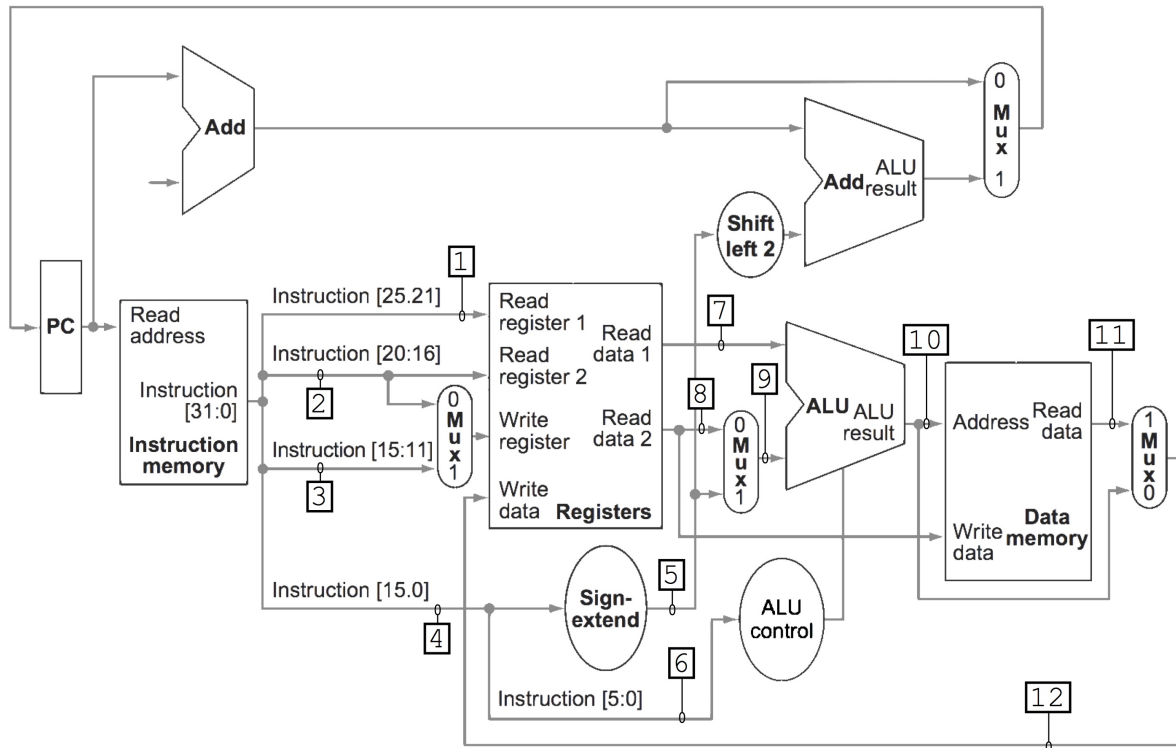 Add
0
Mux
1
ALU
Add result
Shift
left 2
1
Instruction [25.21]
PC
Read
address
Instruction
[31:0]
Instruction
memory
Instruction [20:16]
2
0
Mux
1
Instruction [15:11]
3
Read
register 1
Read
register 2
Write
register
Write
data
Read
data 1
Read
data 2
Registers
7
8
0
Mux
1
9
ALU
ALU
result
10
Address
Read
data
Write
data
Data
memory
11
1
Mux
0
Instruction [15.0]
4
Sign-
extend
5
ALU
control
6
Instruction [5:0]
12